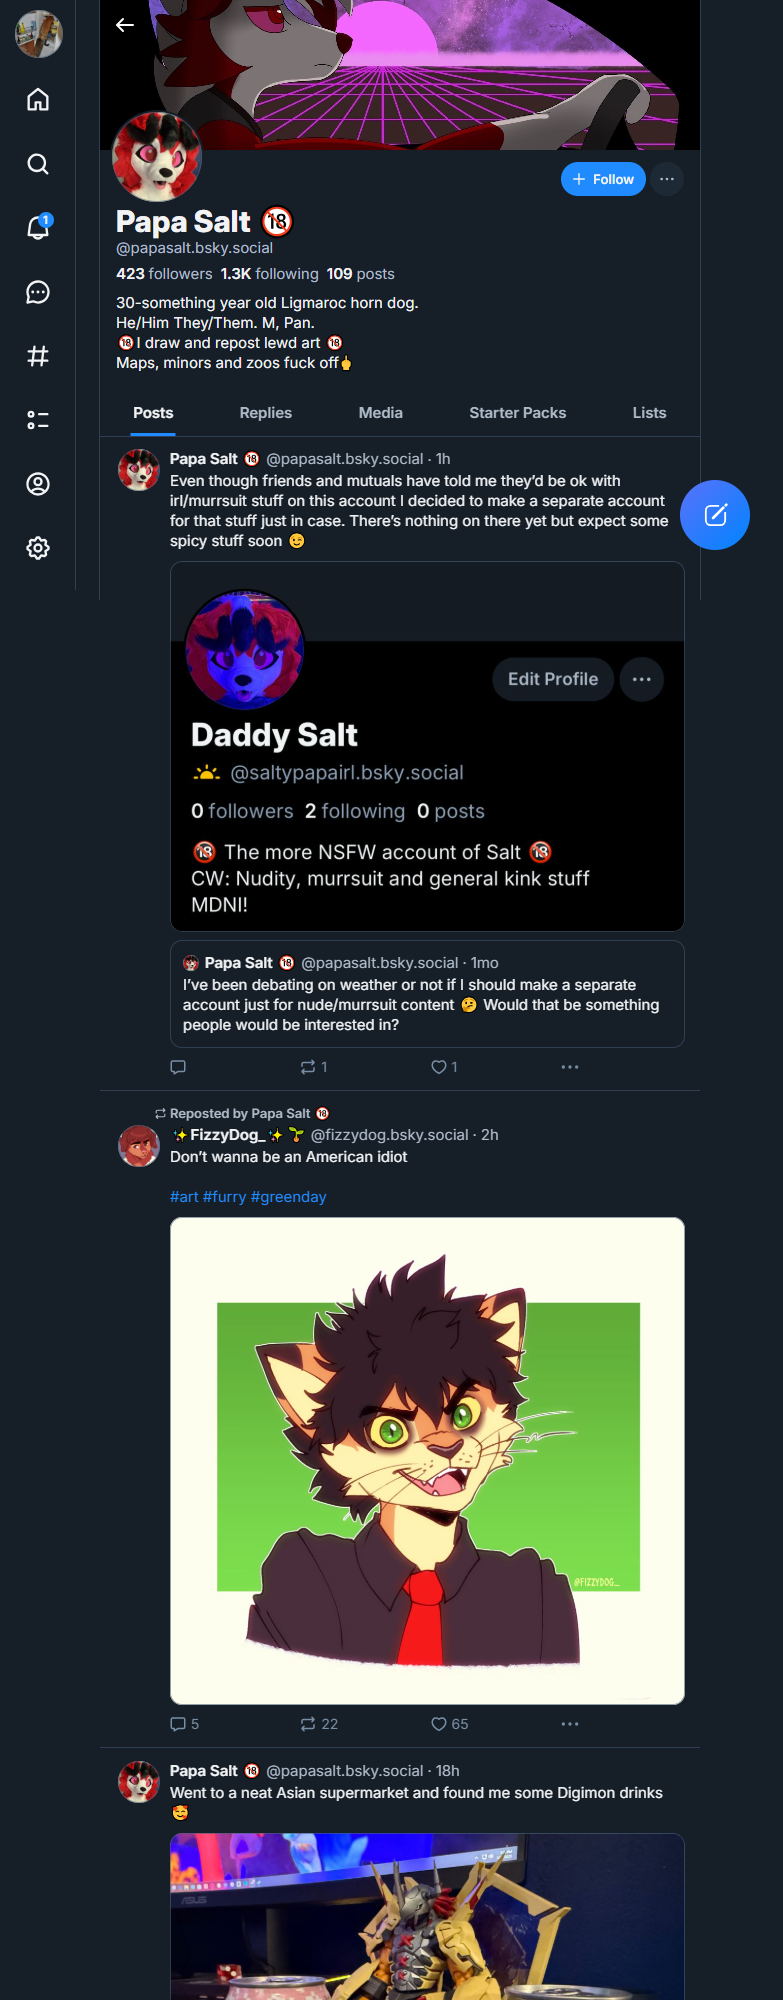 1
Follow
Papa Salt 🔞
@papasalt.bsky.social
423 followers 1.3K following 109 posts
30-something year old Ligmaroc horn dog.
He/Him They/Them. M, Pan.
🔞I draw and repost lewd art 🔞
Maps, minors and zoos fuck off🖕
Posts Replies Media Starter Packs Lists
Papa Salt 🔞 @papasalt.bsky.social · 1h
Even though friends and mutuals have told me they’d be ok with
irl/murrsuit stuff on this account I decided to make a separate account
for that stuff just in case. There’s nothing on there yet but expect some
spicy stuff soon 😉
Edit Profile
Daddy Salt
@saltypapairl.bsky.social
0 followers 2 following 0 posts
🔞 The more NSFW account of Salt 🔞
CW: Nudity, murrsuit and general kink stuff
MDNI!
Papa Salt 🔞 @papasalt.bsky.social · 1mo
I’ve been debating on weather or not if I should make a separate
account just for nude/murrsuit content 🤔 Would that be something
people would be interested in?
1 1
Reposted by Papa Salt 🔞
✨FizzyDog_✨🌱 @fizzydog.bsky.social · 2h
Don’t wanna be an American idiot
#art #furry #greenday
@FIZZYDOG_
5 22 65
Papa Salt 🔞 @papasalt.bsky.social · 18h
Went to a neat Asian supermarket and found me some Digimon drinks
🥰
ASUS